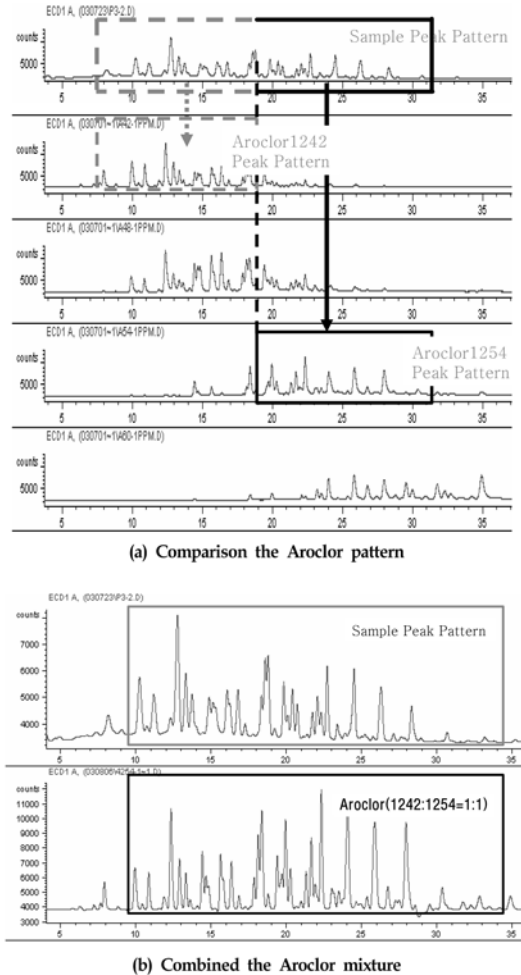 ECD1 A, (030723\P3-2.D)
counts
Sample Peak Pattern
5000
5 10 15 20 25 30 35
ECD1 A, (030701~1\A42-1PPM.D)
counts
Aroclor1242
Peak Pattern
5000
4 5 10 15 20 25 30 35
ECD1 A, (030701~1\A48-1PPM.D)
counts
5000
4 5 10 15 20 25 30 35
ECD1 A, (030701~1\A54-1PPM.D)
counts
Aroclor1254
Peak Pattern
5000
4 5 10 15 20 25 30 35
ECD1 A, (030701~1\A60-1PPM.D)
counts
5000
4 5 10 15 20 25 30 35
(a) Comparison the Aroclor pattern
ECD1 A, (030723\P3-2.D)
counts
Sample Peak Pattern
7000
6000
5000
4000
5 10 15 20 25 30 35
counts
11000
Aroclor(1242:1254=1:1)
10000
9000
8000
7000
6000
5000
4000
3000
5 10 15 20 25 30 35
(b) Combined the Aroclor mixture